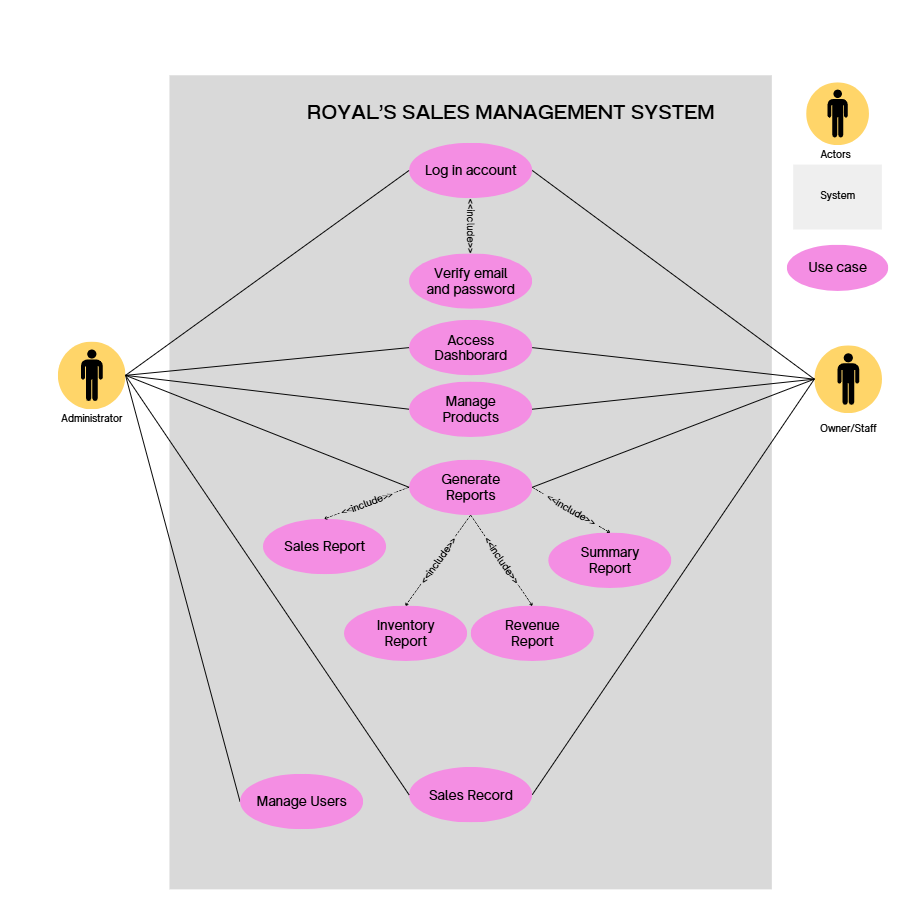 ROYAL'S SALES MANAGEMENT SYSTEM
Log in account
<<include>>
Verify email
and password
Access
Dashborard
Manage
Products
Generate
Reports
<<include>>
<<include>>
<<include>>
<<include>>
Sales Report
Summary
Report
Inventory
Report
Revenue
Report
Manage Users
Sales Record
Administrator
Owner/Staff
Actors
System
Use case